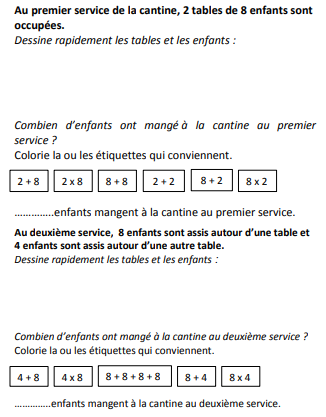 Au premier service de la cantine, 2 tables de 8 enfants sont
occupées.
Dessine rapidement les tables et les enfants :
Combien d'enfants ont mangé à la cantine au premier
service ?
Colorie la ou les étiquettes qui conviennent.
2 + 8 2 x 8 8 + 8 2 + 2 8 + 2 8 x 2
..............enfants mangent à la cantine au premier service.
Au deuxième service, 8 enfants sont assis autour d'une table et
4 enfants sont assis autour d'une autre table.
Dessine rapidement les tables et les enfants :
Combien d'enfants ont mangé à la cantine au deuxième service ?
Colorie la ou les étiquettes qui conviennent.
4 + 8 4 x 8 8 + 8 + 8 + 8 8 + 4 8 x 4
.............enfants mangent à la cantine au deuxième service.